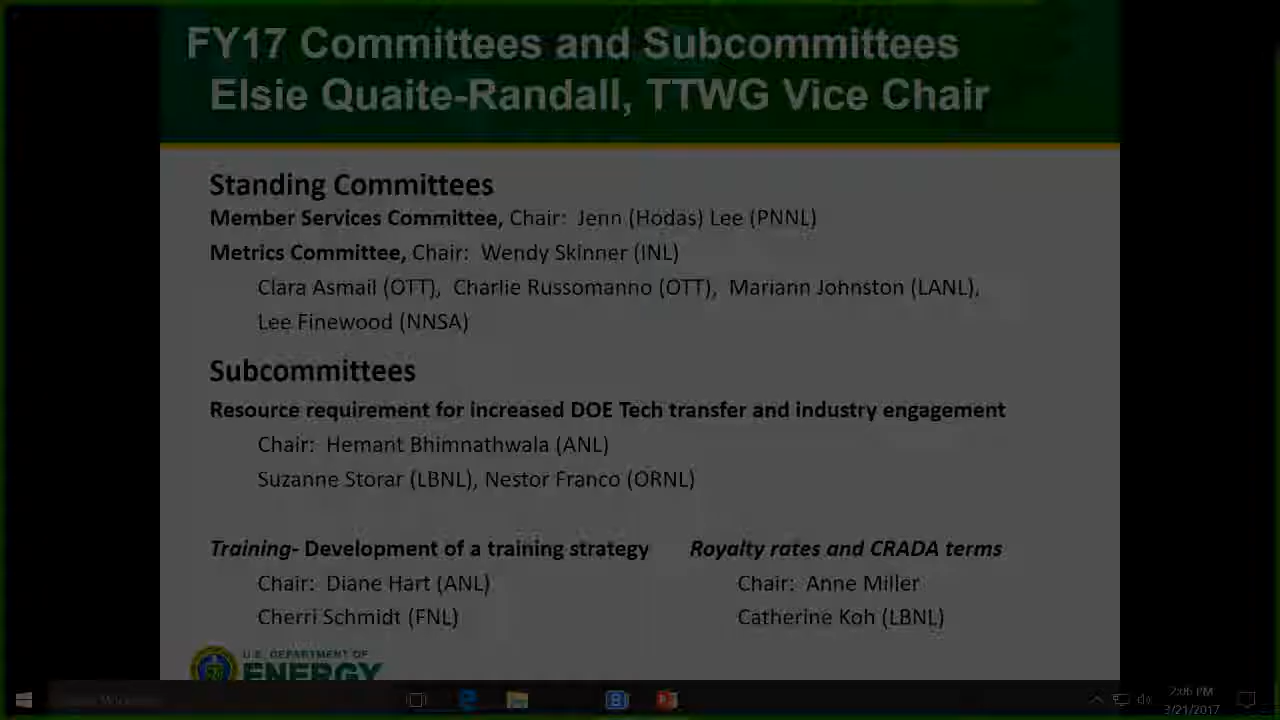 FY17 Committees and Subcommittees
Elsie Quaite-Randall, TTWG Vice Chair
Standing Committees
Member Services Committee, Chair: Jenn (Hodas) Lee (PNNL)
Metrics Committee, Chair: Wendy Skinner (INL)
Clara Asmail (OTT), Charlie Russomanno (OTT), Mariann Johnston (LANL),
Lee Finewood (NNSA)
Subcommittees
Resource requirement for increased DOE Tech transfer and industry engagement
Chair: Hemant Bhimnathwala (ANL)
Suzanne Storar (LBNL), Nestor Franco (ORNL)
Training- Development of a training strategy
Chair: Diane Hart (ANL)
Cherri Schmidt (FNL)
Royalty rates and CRADA terms
Chair: Anne Miller
Catherine Koh (LBNL)
U.S. DEPARTMENT OF
ENERGY
2:06 PM
3/21/2017